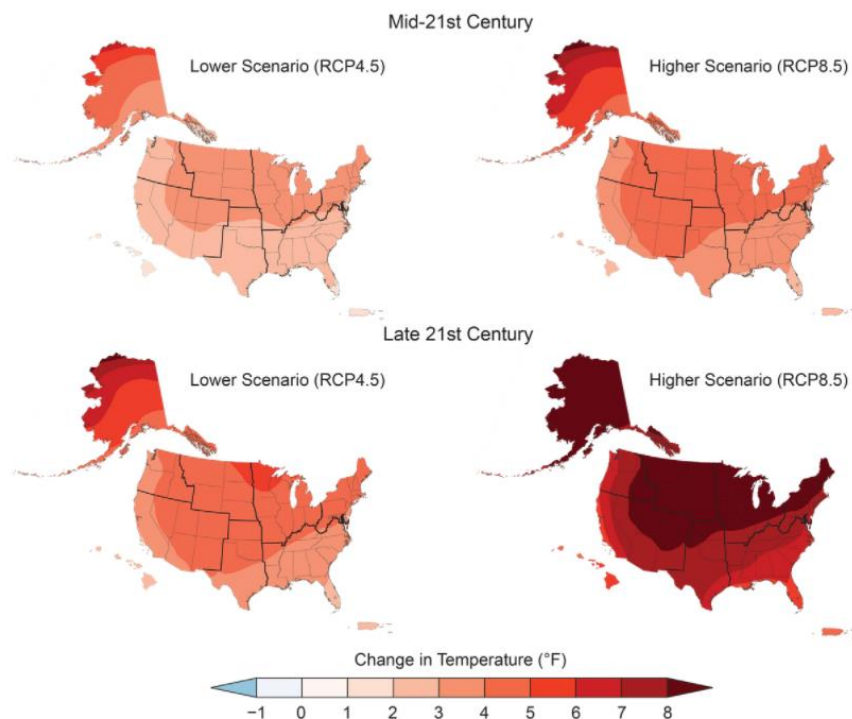 Mid-21st Century
Lower Scenario (RCP4.5)
Higher Scenario (RCP8.5)
Late 21st Century
Lower Scenario (RCP4.5)
Higher Scenario (RCP8.5)
Change in Temperature (°F)
−1 0 1 2 3 4 5 6 7 8